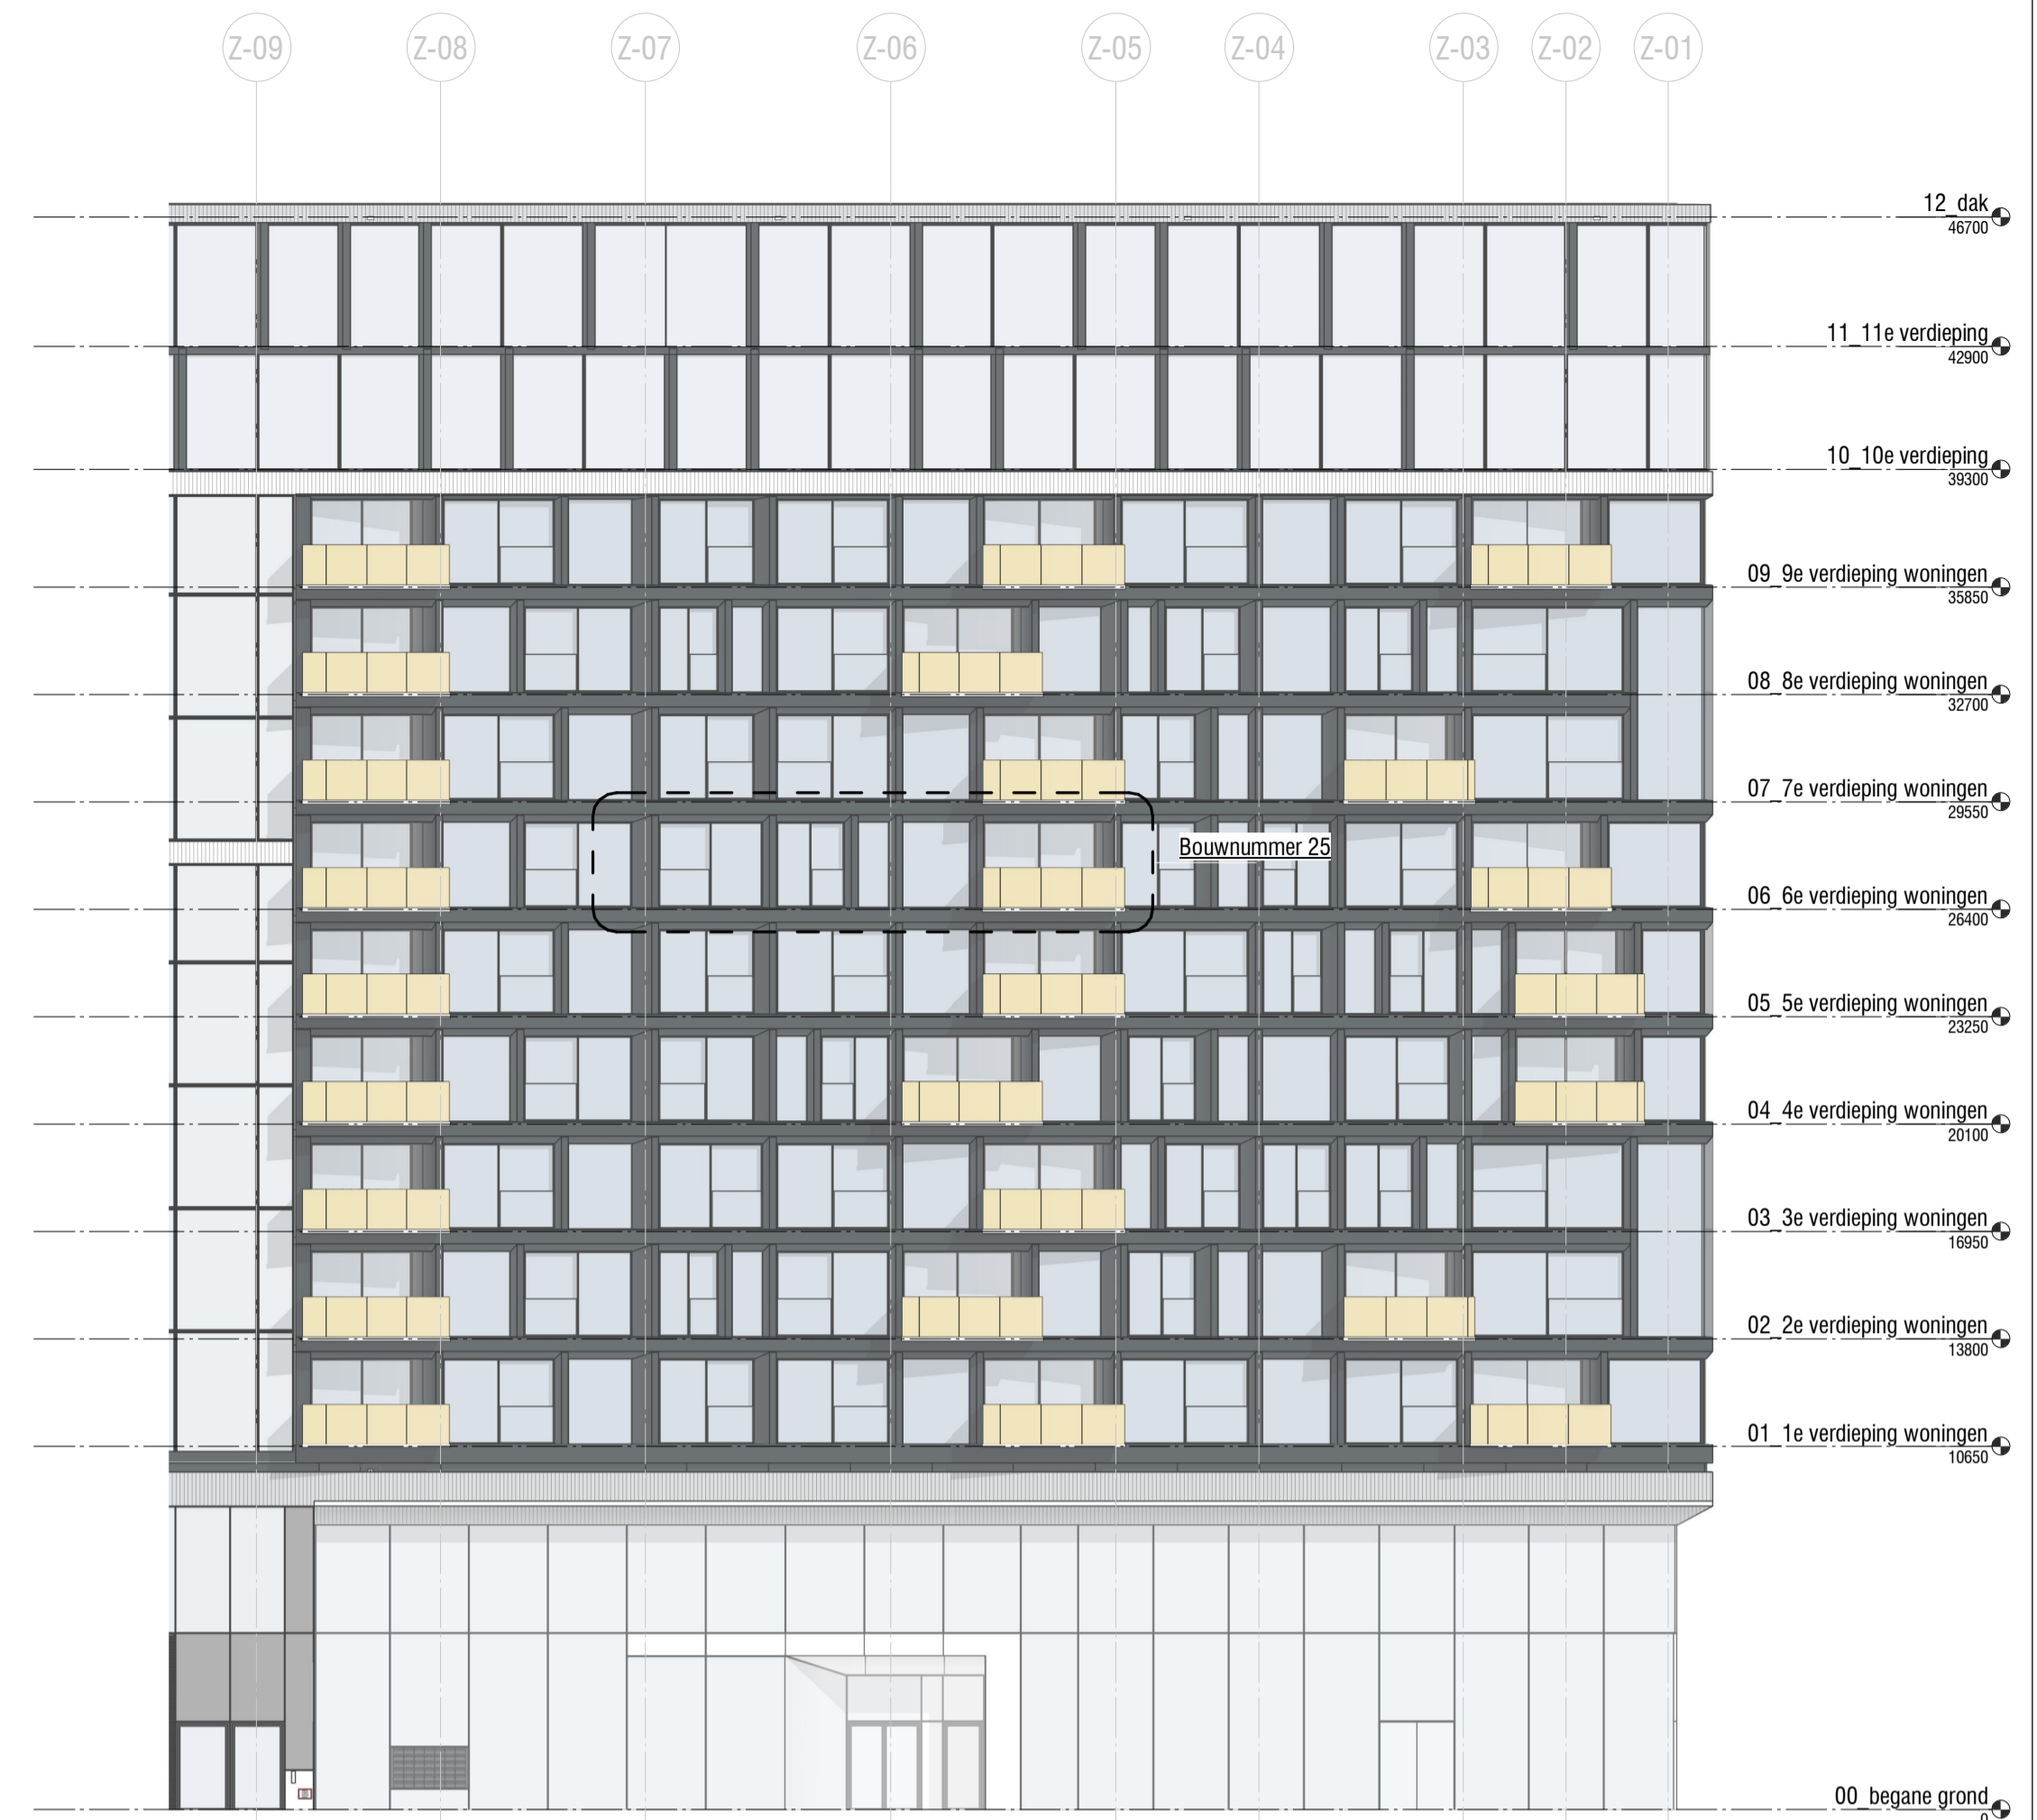 Z-09 Z-08 Z-07 Z-06 Z-05 Z-04 Z-03 Z-02 Z-01
12_dak
46700
11_11e verdieping
42900
10_10e verdieping
39300
09_9e verdieping woningen
35850
08_8e verdieping woningen
32700
07_7e verdieping woningen
29550
Bouwnummer 25
06_6e verdieping woningen
26400
05_5e verdieping woningen
23250
04_4e verdieping woningen
20100
03_3e verdieping woningen
16950
02_2e verdieping woningen
13800
01_1e verdieping woningen
10650
00_begane grond
0